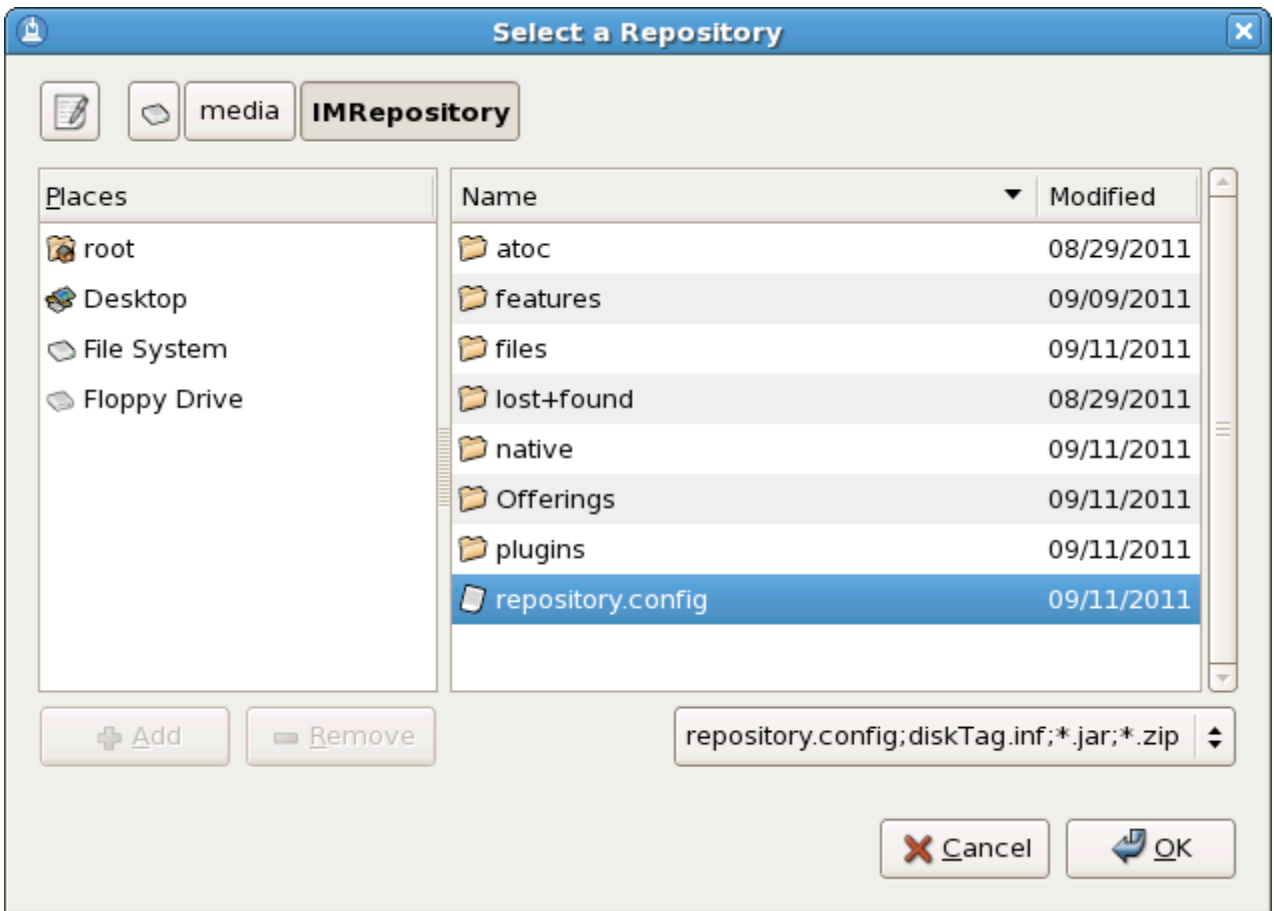 Select a Repository
media IMRepository
Places
root
Desktop
File System
Floppy Drive
Name Modified
atoc 08/29/2011
features 09/09/2011
files 09/11/2011
lost+found 08/29/2011
native 09/11/2011
Offerings 09/11/2011
plugins 09/11/2011
repository.config 09/11/2011
Add Remove repository.config;diskTag.inf;*.jar;*.zip
Cancel OK